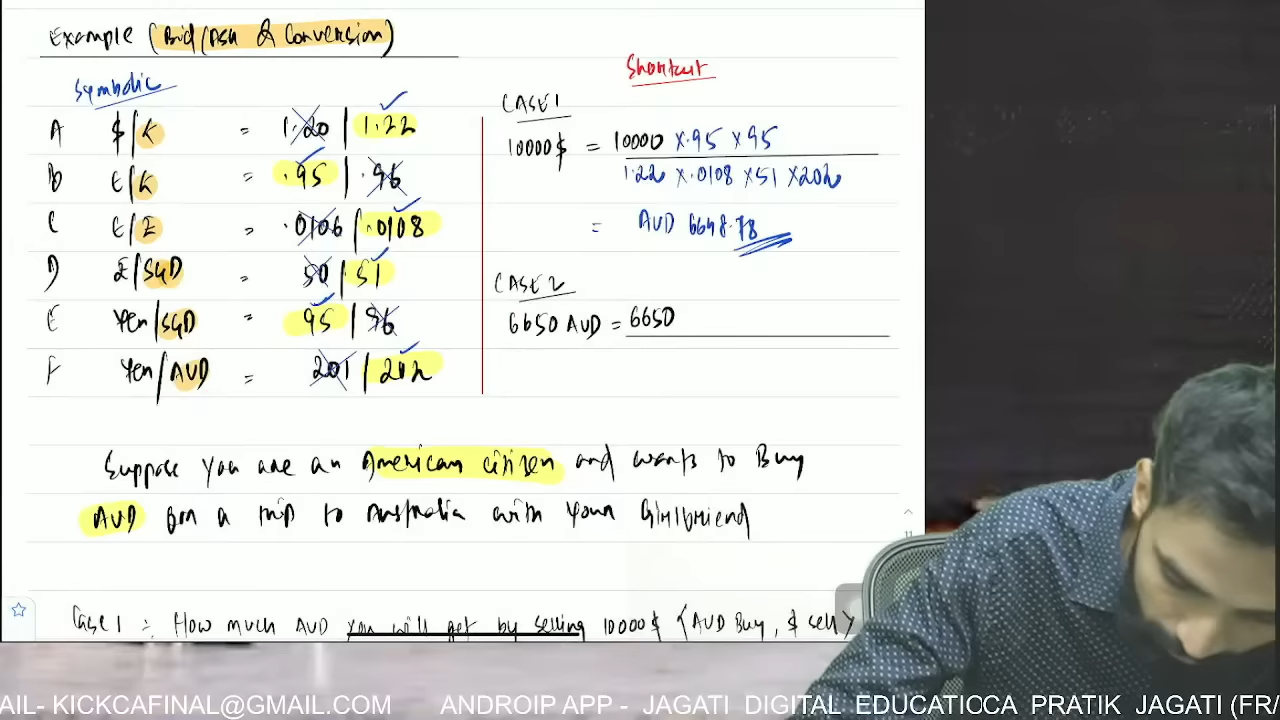 Example (Bid/Ask & Conversion)
Symbolic
A $/K = 1.20 | 1.22
B £/K = .95 | .96
C £/£ = .0106 | .0108
D £/SGD = 50 | 51
E Yen/SGD = 95 | 96
F Yen/AUD = 201 | 202
Shortcut
CASE 1
10000$ = 10000 x .95 x 95
1.22 x .0108 x 51 x 202
= AUD 6648.78
CASE 2
6650 AUD = 6650
Suppose you are an American citizen and wants to Buy
AUD for a trip to Australia with your Girlfriend
Case 1 :- How much AUD you will get by selling 10000$ {AUD Buy, $ sell}
AIL- KICKCAFINAL@GMAIL.COM ANDROIP APP - JAGATI DIGITAL EDUCATIOCA PRATIK JAGATI (FR/